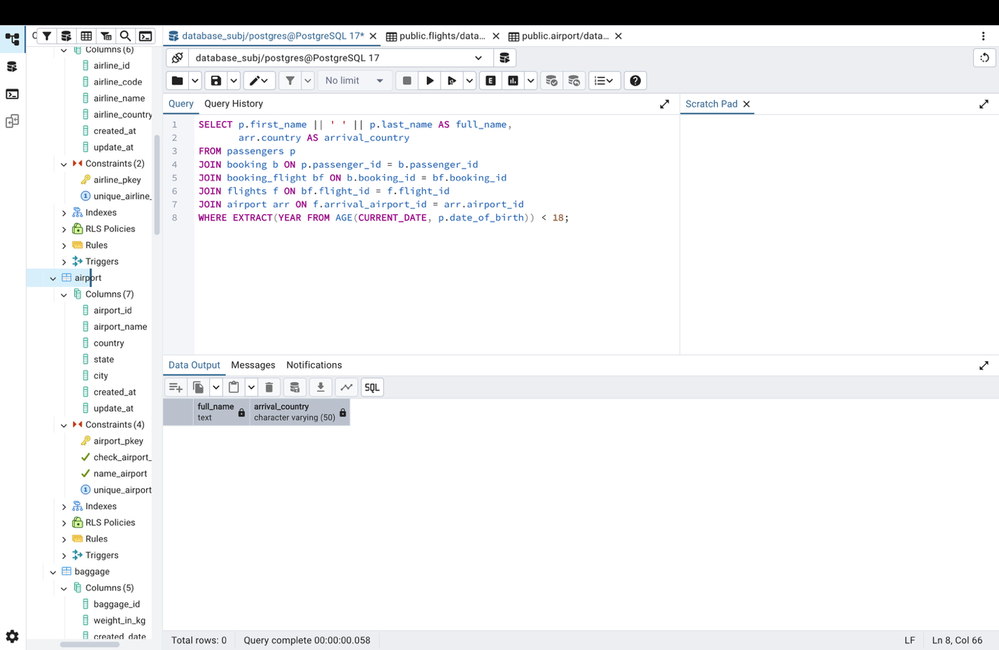 database_subj/postgres@PostgreSQL 17*
public.flights/data...
public.airport/data...
database_subj/postgres@PostgreSQL 17
No limit
E
Query
Query History
Scratch Pad
1 SELECT p.first_name || ' ' || p.last_name AS full_name,
2 arr.country AS arrival_country
3 FROM passengers p
4 JOIN booking b ON p.passenger_id = b.passenger_id
5 JOIN booking_flight bf ON b.booking_id = bf.booking_id
6 JOIN flights f ON bf.flight_id = f.flight_id
7 JOIN airport arr ON f.arrival_airport_id = arr.airport_id
8 WHERE EXTRACT(YEAR FROM AGE(CURRENT_DATE, p.date_of_birth)) < 18;
Columns (6)
airline_id
airline_code
airline_name
airline_country
created_at
update_at
Constraints (2)
airline_pkey
1 unique_airline_
Indexes
RLS Policies
Rules
Triggers
airport
Columns (7)
airport_id
airport_name
country
state
city
created_at
update_at
Constraints (4)
airport_pkey
check_airport_
name_airport
1 unique_airport
Indexes
RLS Policies
Rules
Triggers
baggage
Columns (5)
baggage_id
weight_in_kg
created_date
Data Output
Messages
Notifications
SQL
full_name
text
arrival_country
character varying (50)
Total rows: 0
Query complete 00:00:00.058
LF
Ln 8, Col 66